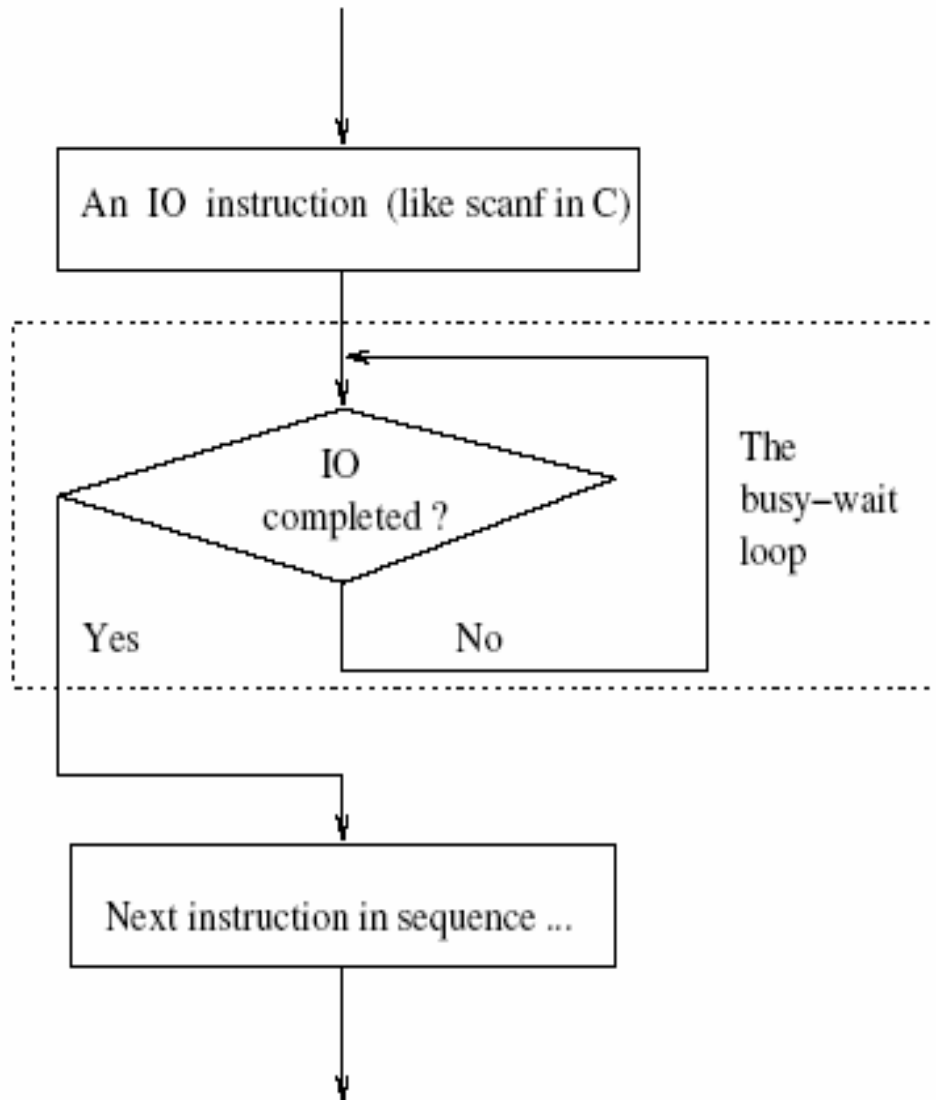 An IO instruction (like scanf in C)
IO
completed ?
The
busy−wait
loop
Yes
No
Next instruction in sequence ...